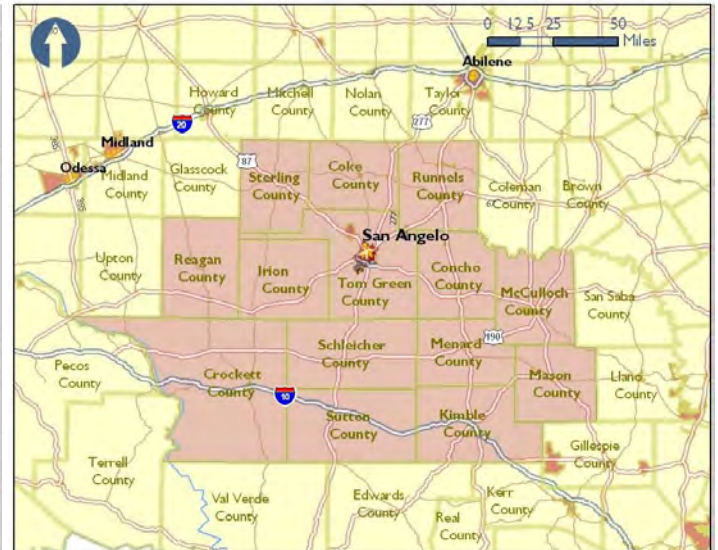 0 12.5 25 50
Miles
Abilene
Howard
County
Mitchell
County
Nolan
County
Taylor
County
20
277
Midland
Odessa
Midland
County
Glasscock
County
87
Sterling
County
Coke
County
Runnels
County
Coleman
County
Brown
County
San Angelo
Upton
County
Reagan
County
Irion
County
Tom Green
County
Concho
County
McCulloch
County
San Saba
County
190
Pecos
County
Schleicher
County
Menard
County
Crockett
County
10
Mason
County
Llano
County
Sutton
County
Kimble
County
Gillespie
County
Terrell
County
Val Verde
County
Edwards
County
Kerr
County
Real
County